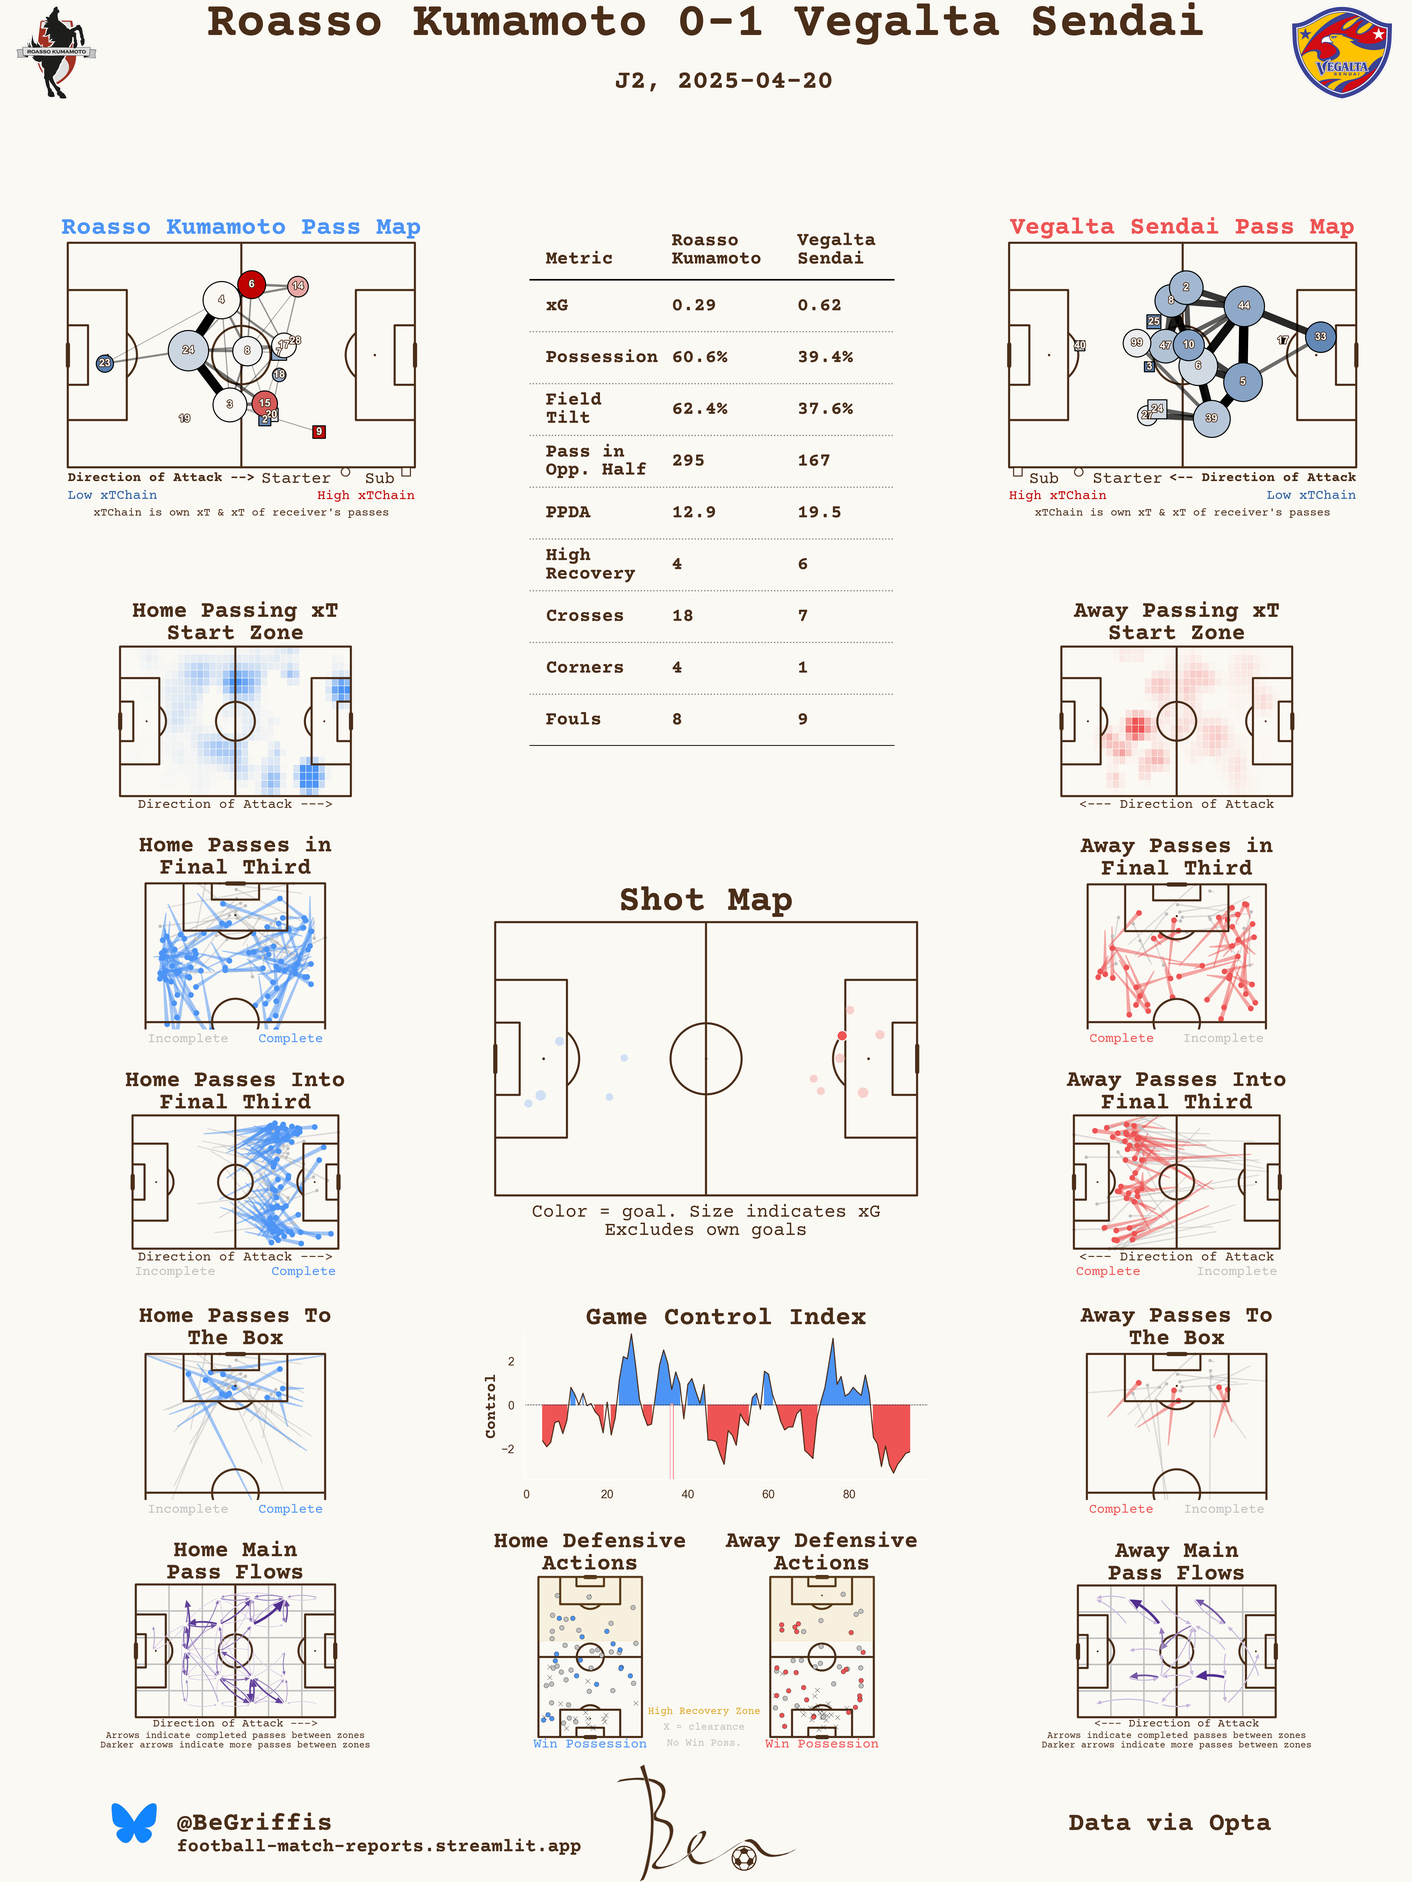 Roasso Kumamoto 0-1 Vegalta Sendai
J2, 2025-04-20
ROASSO KUMAMOTO
VEGALTA
SENDAI
Roasso Kumamoto Pass Map
4
6
14
24
8
17
28
23
18
3
15
20
2
19
9
Direction of Attack --> Starter Sub
Low xTChain High xTChain
xTChain is own xT & xT of receiver's passes
Metric Roasso Kumamoto Vegalta Sendai
xG 0.29 0.62
Possession 60.6% 39.4%
Field Tilt 62.4% 37.6%
Pass in Opp. Half 295 167
PPDA 12.9 19.5
High Recovery 4 6
Crosses 18 7
Corners 4 1
Fouls 8 9
Vegalta Sendai Pass Map
2
8
44
25
40
99
47
10
17
33
3
6
5
27
24
39
Sub Starter <-- Direction of Attack
High xTChain Low xTChain
xTChain is own xT & xT of receiver's passes
Home Passing xT
Start Zone
Direction of Attack --->
Away Passing xT
Start Zone
<--- Direction of Attack
Home Passes in
Final Third
Incomplete Complete
Shot Map
Color = goal. Size indicates xG
Excludes own goals
Away Passes in
Final Third
Complete Incomplete
Home Passes Into
Final Third
Direction of Attack --->
Incomplete Complete
Away Passes Into
Final Third
<--- Direction of Attack
Complete Incomplete
Home Passes To
The Box
Incomplete Complete
Game Control Index
Control
2
0
−2
0 20 40 60 80
Away Passes To
The Box
Complete Incomplete
Home Main
Pass Flows
Direction of Attack --->
Arrows indicate completed passes between zones
Darker arrows indicate more passes between zones
Home Defensive
Actions
Win Possession
High Recovery Zone
X = clearance
No Win Poss.
Away Defensive
Actions
Win Possession
Away Main
Pass Flows
<--- Direction of Attack
Arrows indicate completed passes between zones
Darker arrows indicate more passes between zones
@BeGriffis
football-match-reports.streamlit.app
Ben
Data via Opta